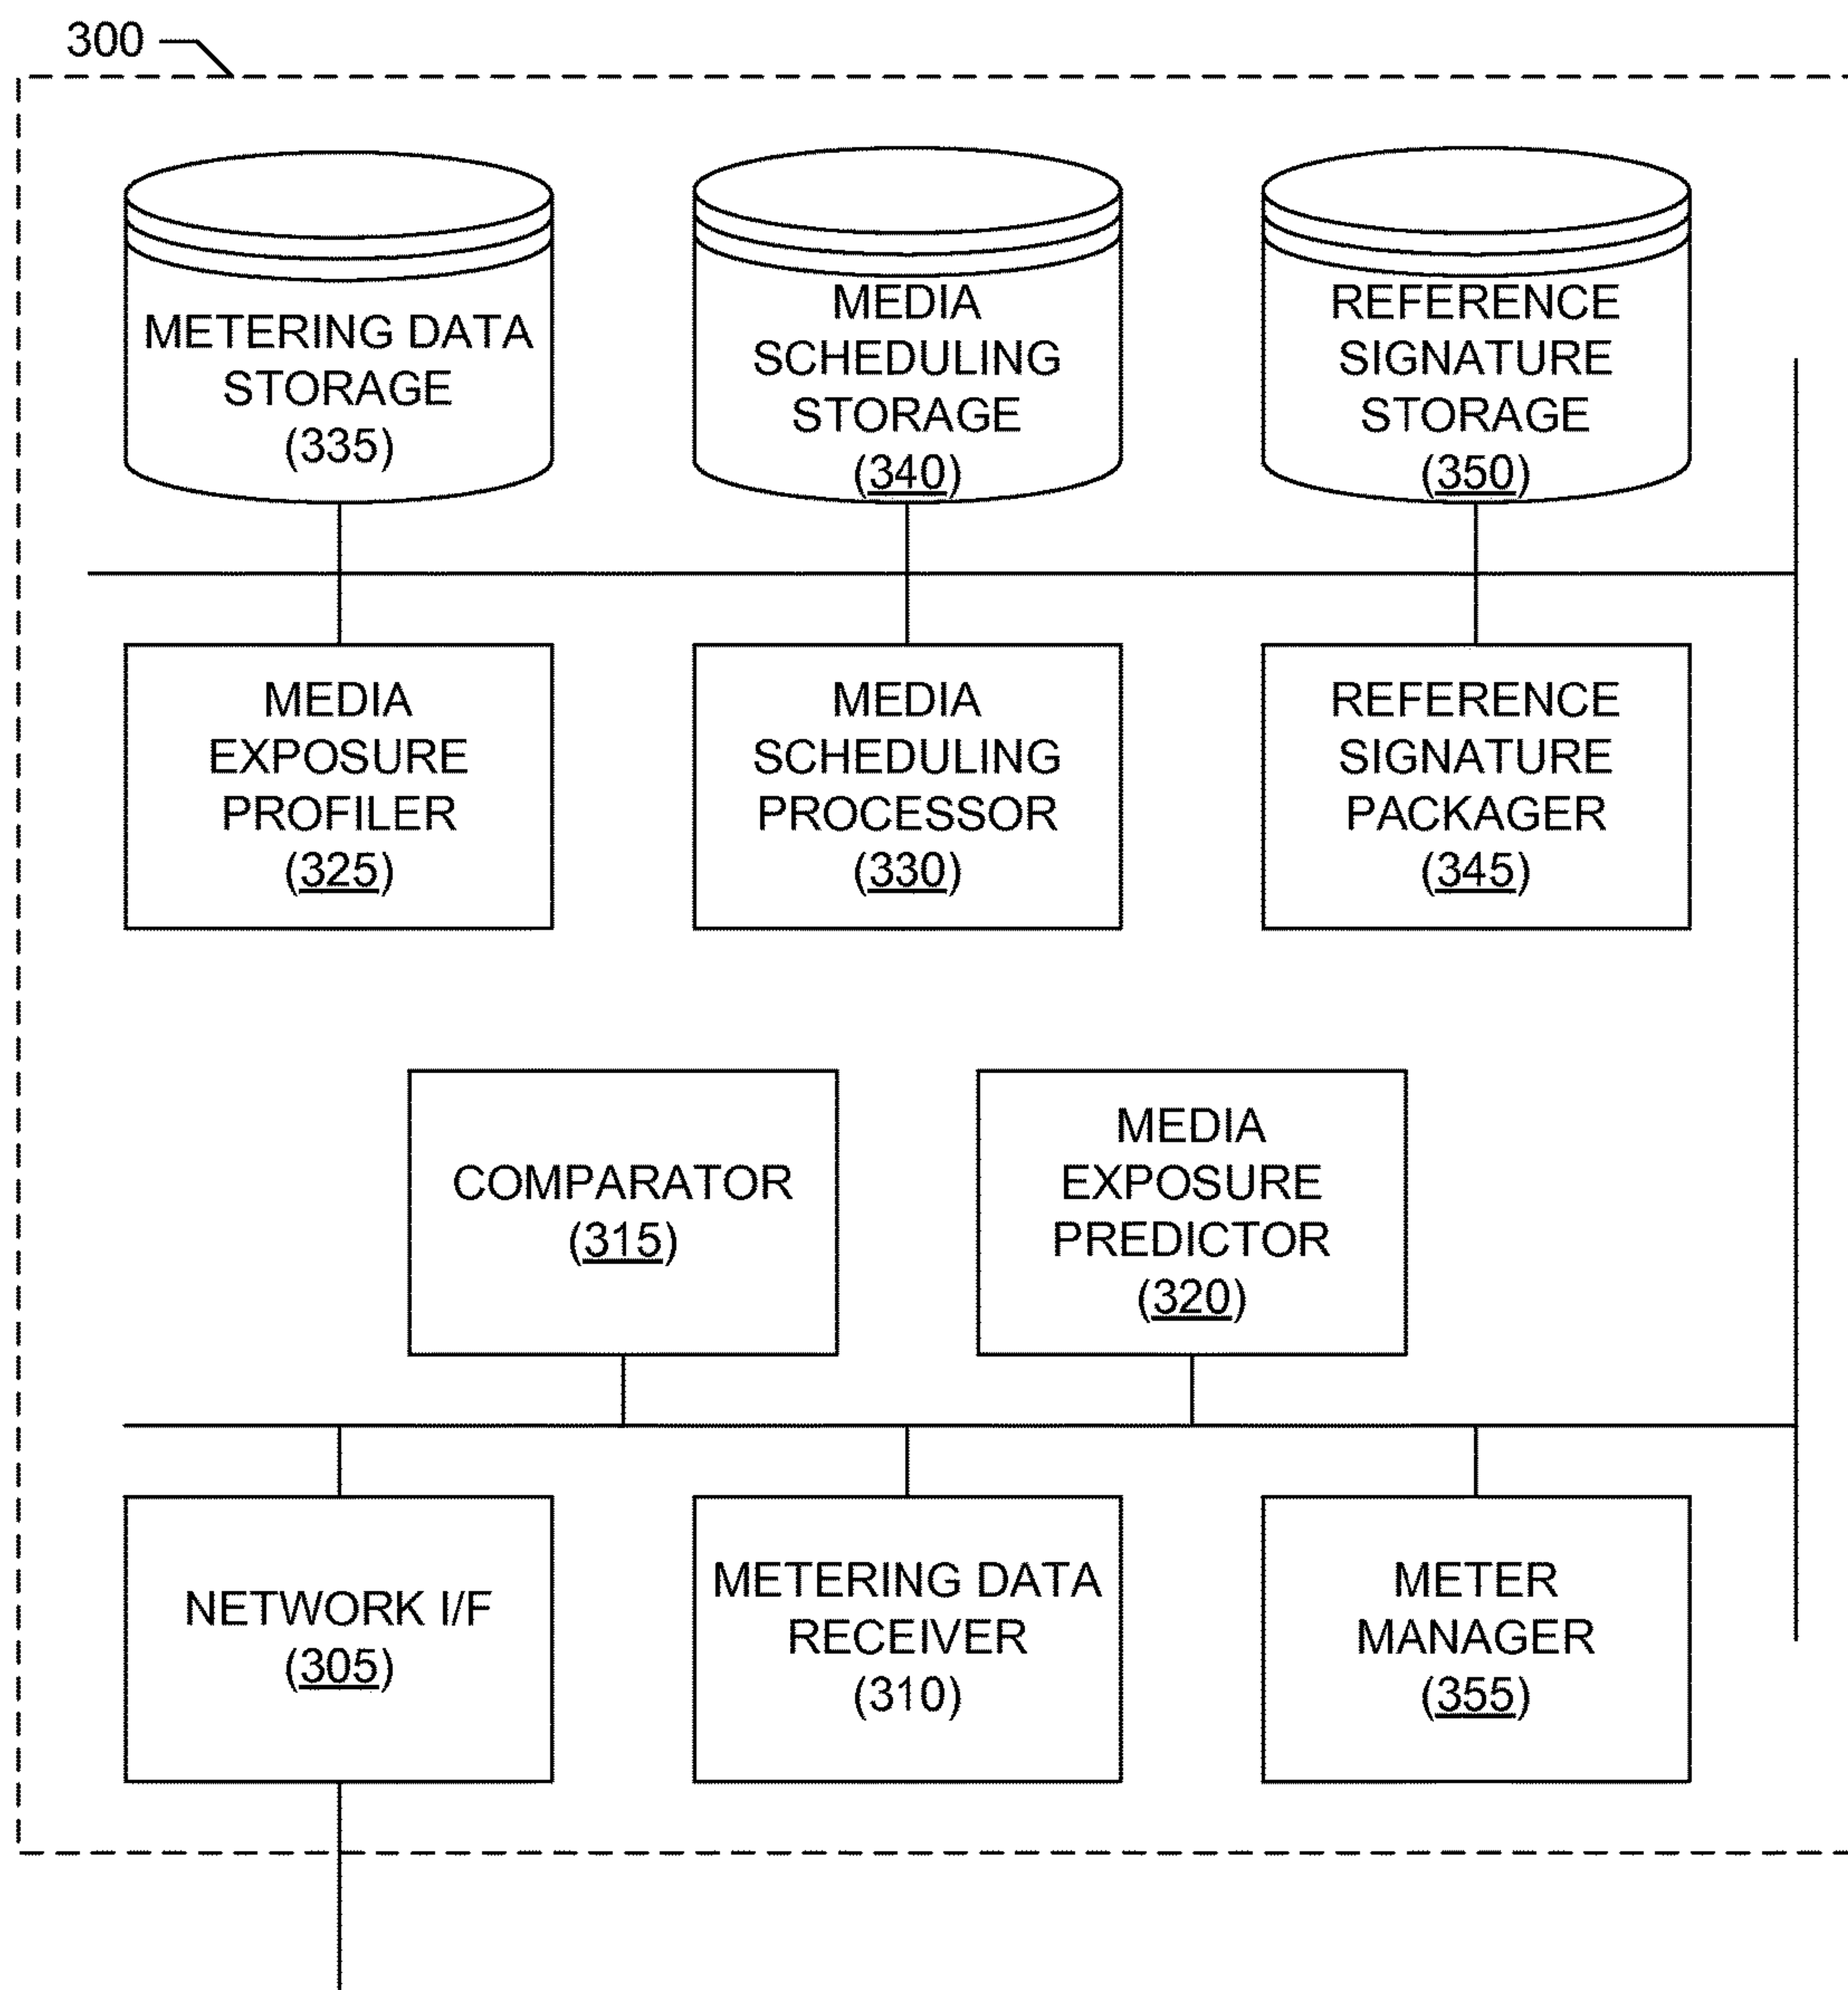 300
METERING DATA
STORAGE
(335)
MEDIA
SCHEDULING
STORAGE
(340)
REFERENCE
SIGNATURE
STORAGE
(350)
MEDIA
EXPOSURE
PROFILER
(325)
MEDIA
SCHEDULING
PROCESSOR
(330)
REFERENCE
SIGNATURE
PACKAGER
(345)
COMPARATOR
(315)
MEDIA
EXPOSURE
PREDICTOR
(320)
NETWORK I/F
(305)
METERING DATA
RECEIVER
(310)
METER
MANAGER
(355)